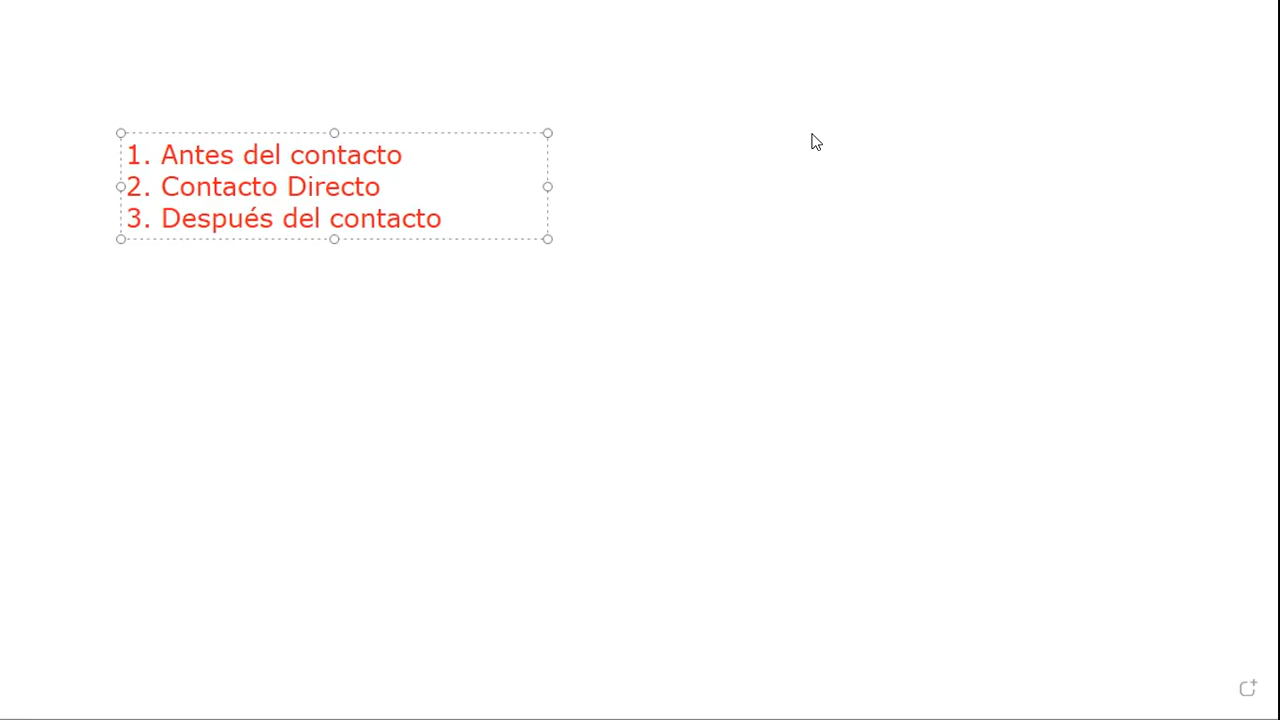 1. Antes del contacto
2. Contacto Directo
3. Después del contacto